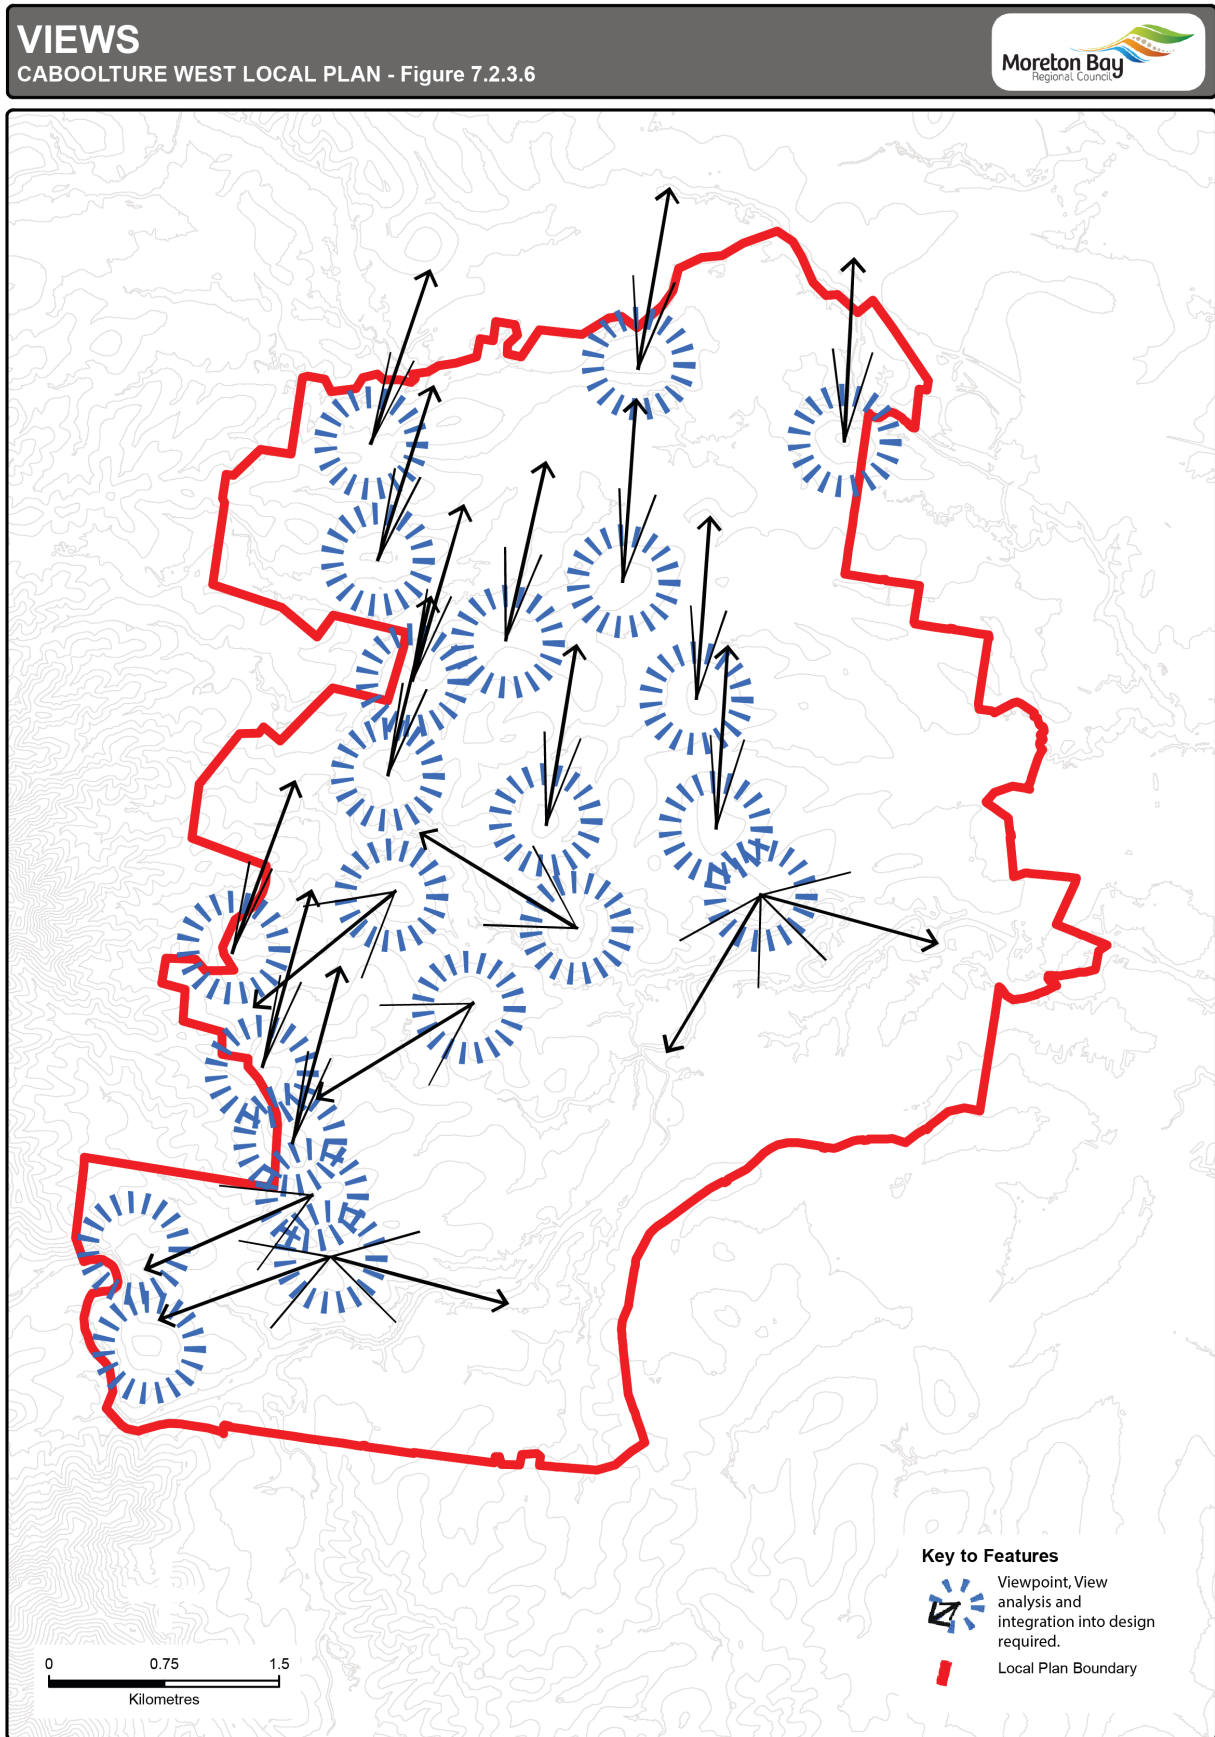 VIEWS
CABOOLTURE WEST LOCAL PLAN - Figure 7.2.3.6
Moreton Bay
Regional Council
Key to Features
Viewpoint, View
analysis and
integration into design
required.
Local Plan Boundary
0 0.75 1.5
Kilometres